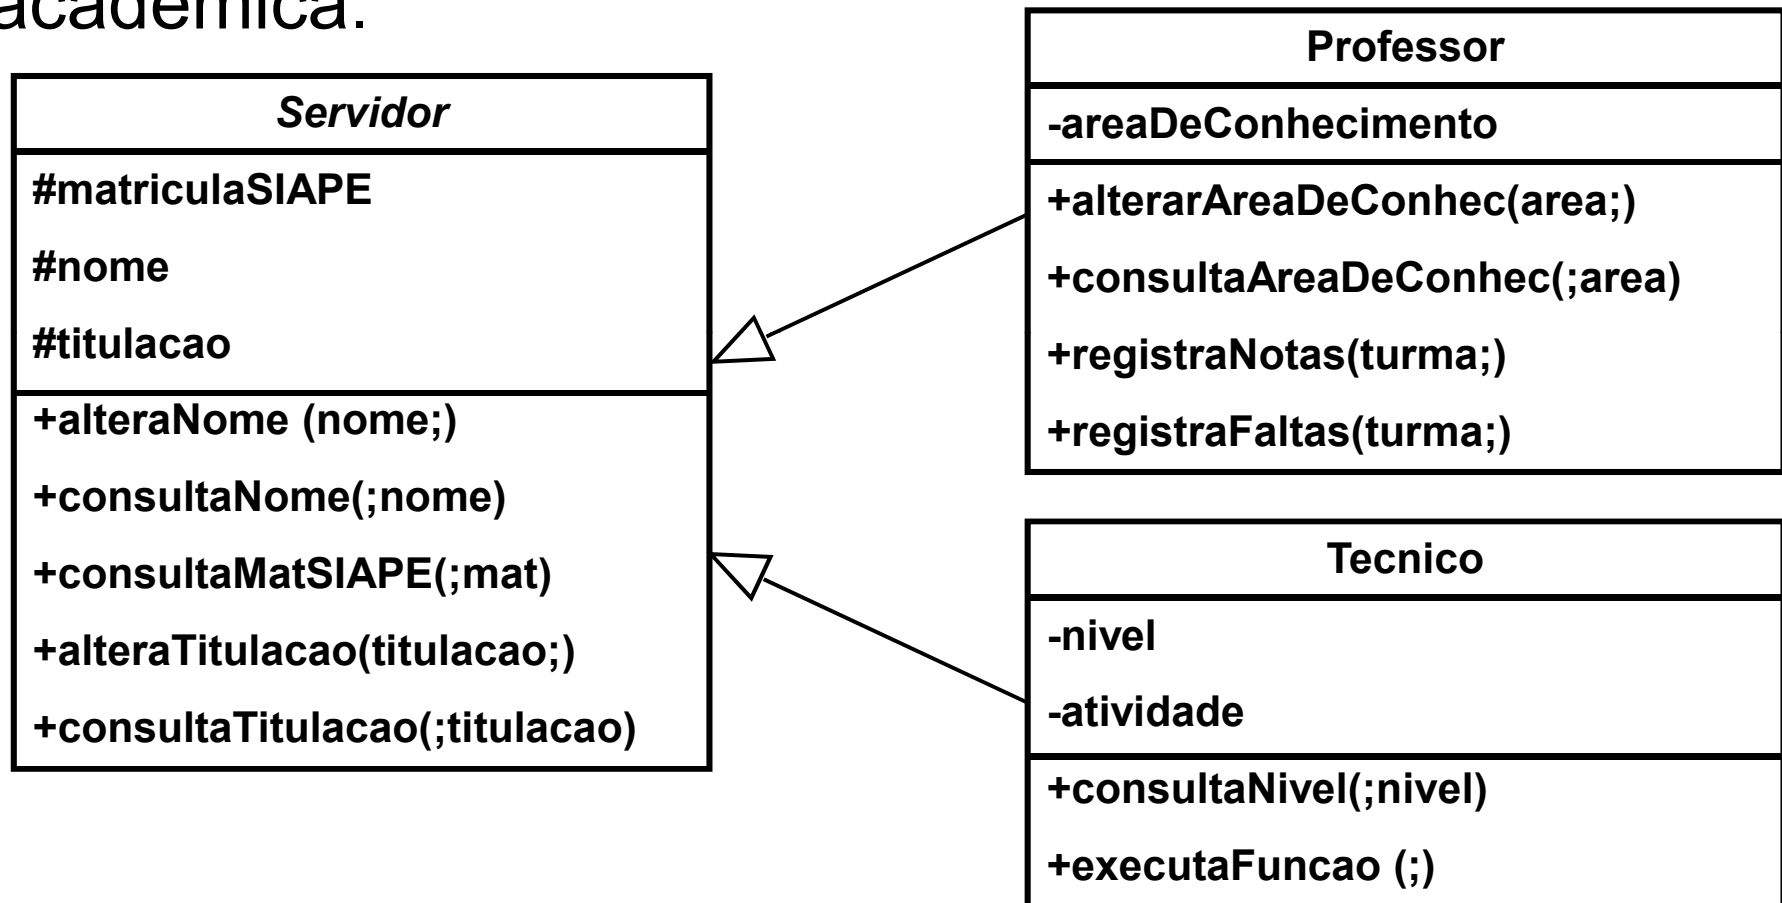 acadêmica.
Servidor
#matriculaSIAPE
#nome
#titulacao
+alteraNome (nome;)
+consultaNome(;nome)
+consultaMatSIAPE(;mat)
+alteraTitulacao(titulacao;)
+consultaTitulacao(;titulacao)
Professor
-areaDeConhecimento
+alterarAreaDeConhec(area;)
+consultaAreaDeConhec(;area)
+registraNotas(turma;)
+registraFaltas(turma;)
Tecnico
-nivel
-atividade
+consultaNivel(;nivel)
+executaFuncao (;)